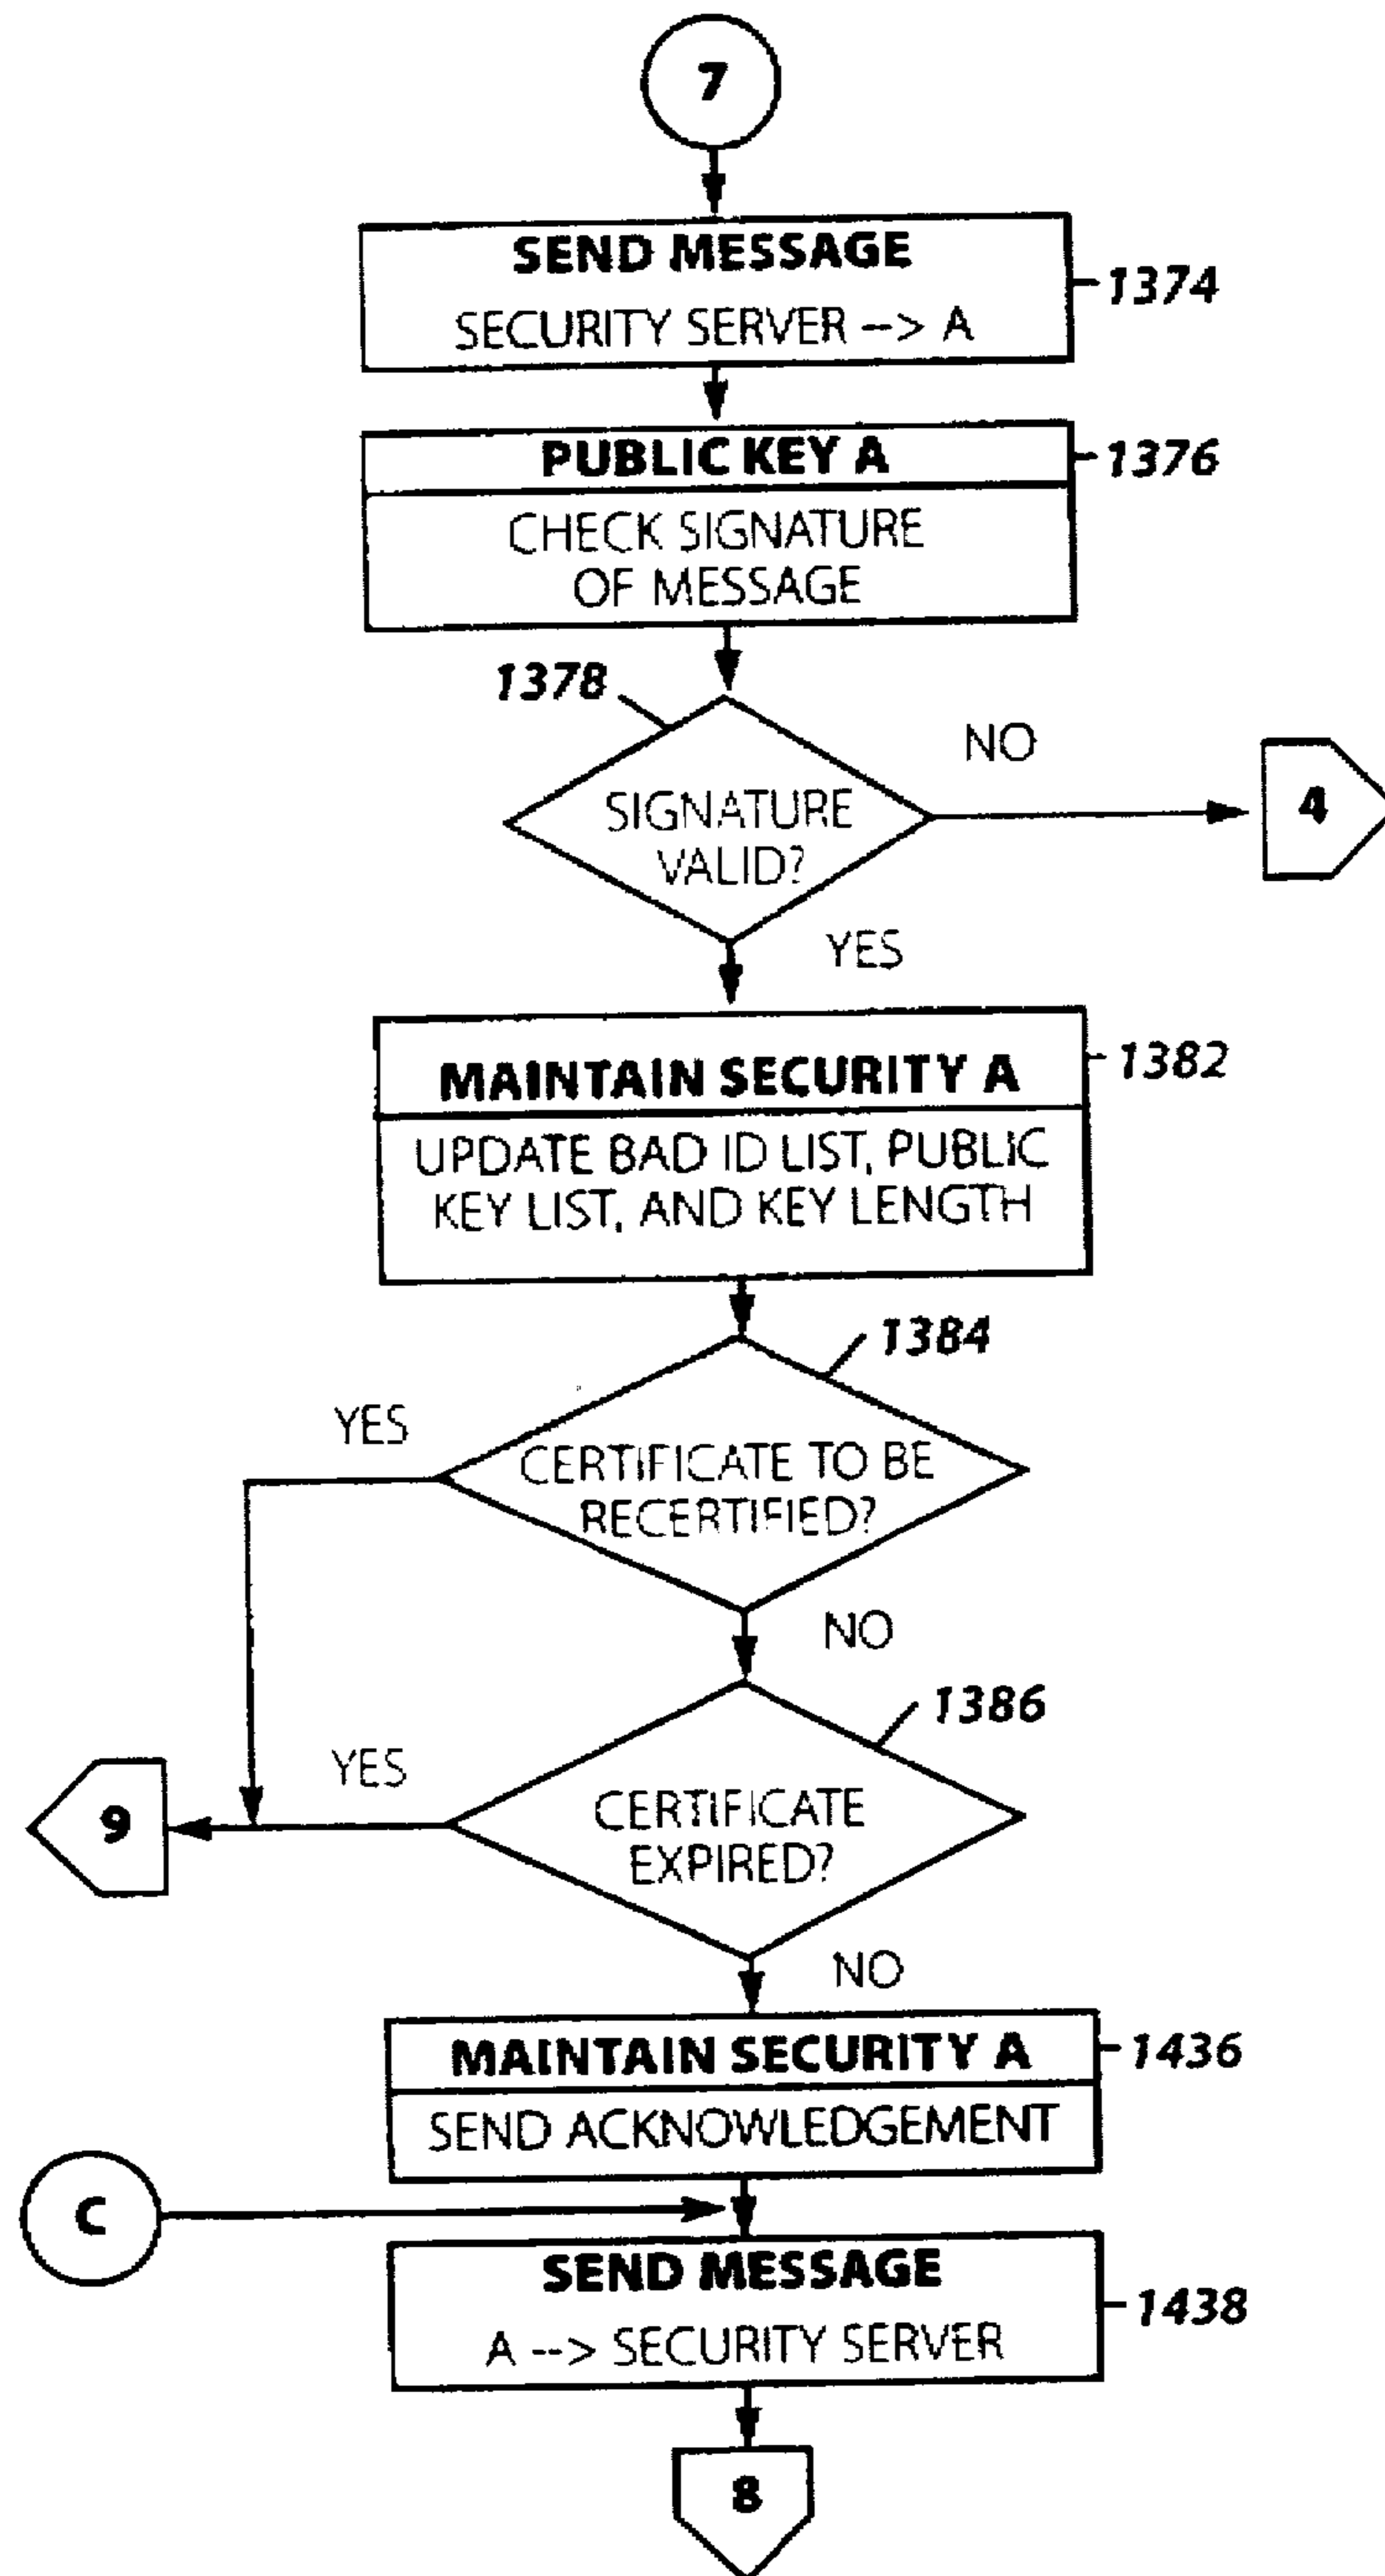 7
SEND MESSAGE
SECURITY SERVER --> A
1374
PUBLIC KEY A
1376
CHECK SIGNATURE
OF MESSAGE
1378
SIGNATURE
VALID?
NO
4
YES
MAINTAIN SECURITY A
1382
UPDATE BAD ID LIST, PUBLIC
KEY LIST, AND KEY LENGTH
1384
YES
CERTIFICATE TO BE
RECERTIFIED?
NO
1386
YES
9
CERTIFICATE
EXPIRED?
NO
MAINTAIN SECURITY A
1436
SEND ACKNOWLEDGEMENT
C
SEND MESSAGE
A --> SECURITY SERVER
1438
8